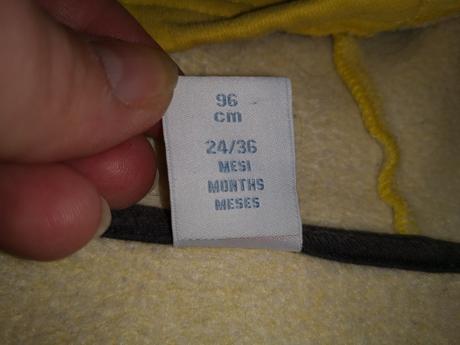 96
cm
24/36
MESI
MONTHS
MESES